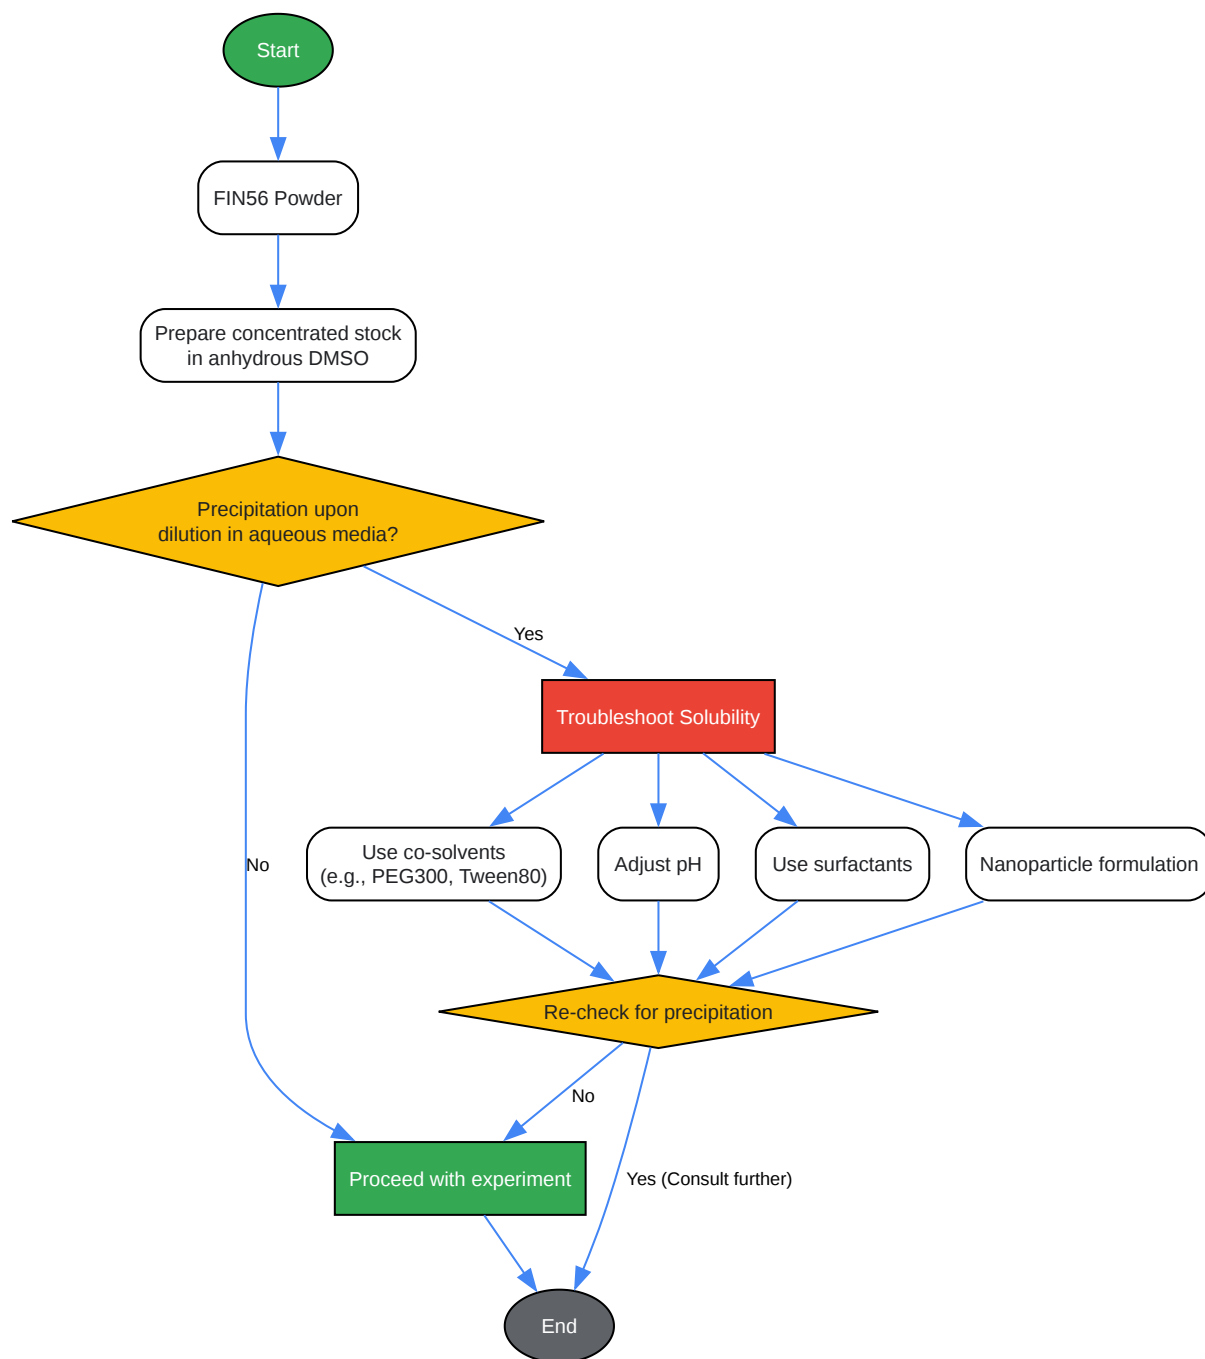 Start
FIN56 Powder
Prepare concentrated stock
in anhydrous DMSO
Precipitation upon
dilution in aqueous media?
Yes
Troubleshoot Solubility
Use co-solvents
(e.g., PEG300, Tween80)
Adjust pH
Use surfactants
Nanoparticle formulation
No
Re-check for precipitation
No
Proceed with experiment
Yes (Consult further)
End